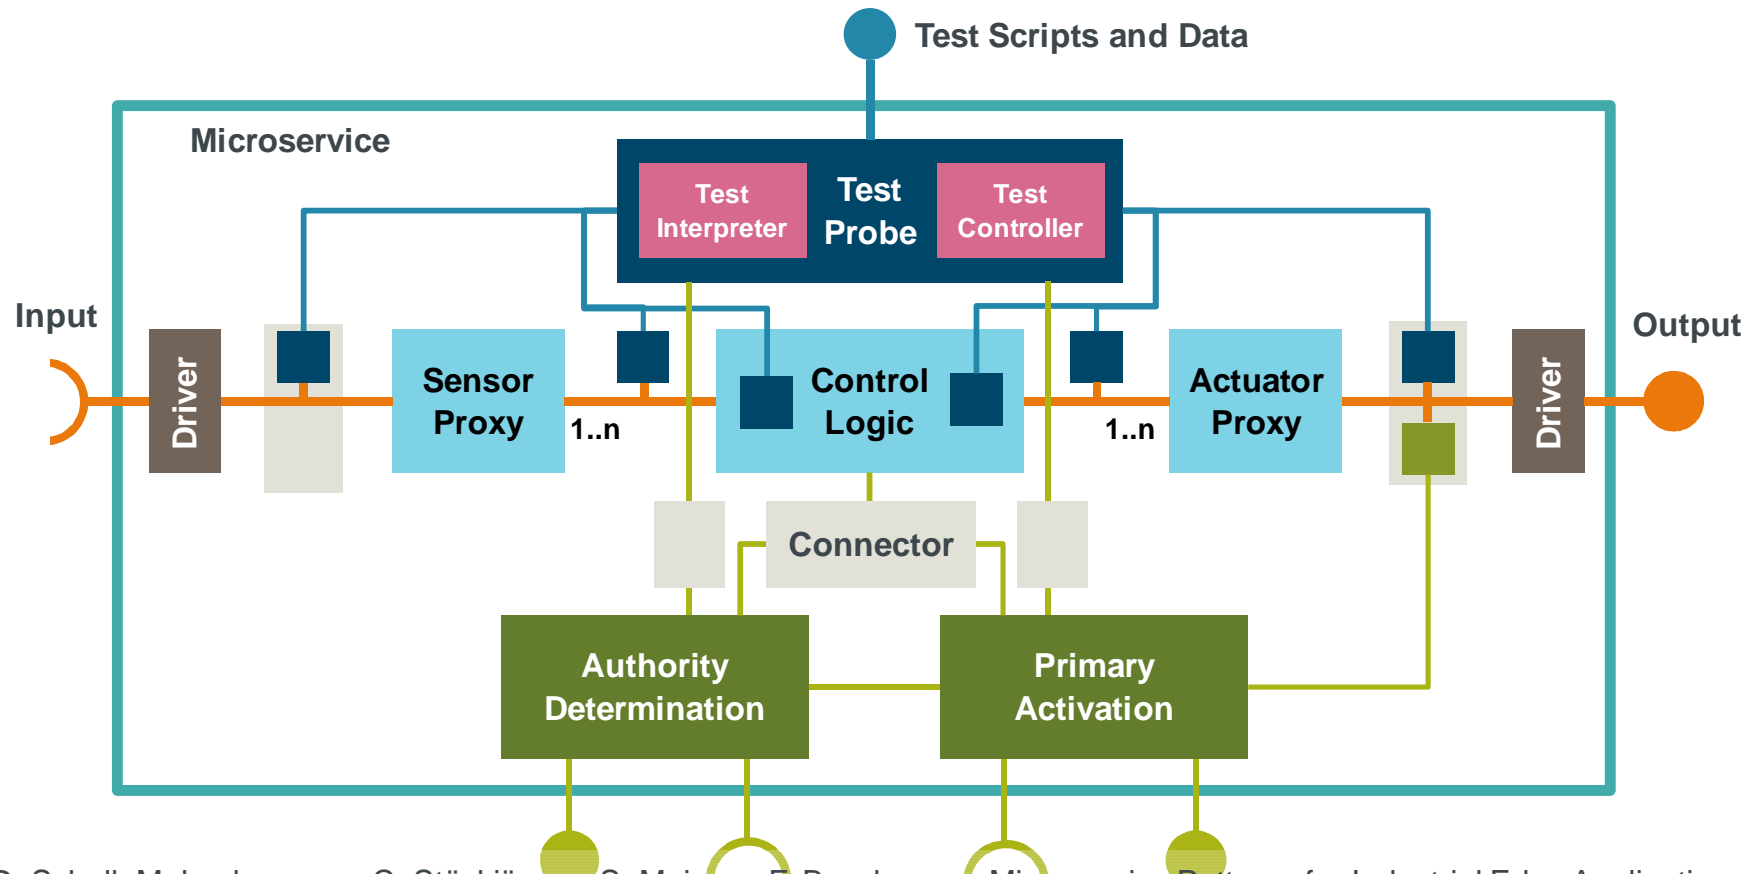 Test Scripts and Data
Microservice
Test
Interpreter
Test
Probe
Test
Controller
Input
Driver
Sensor
Proxy
1..n
Control
Logic
1..n
Actuator
Proxy
Driver
Output
Connector
Authority
Determination
Primary
Activation